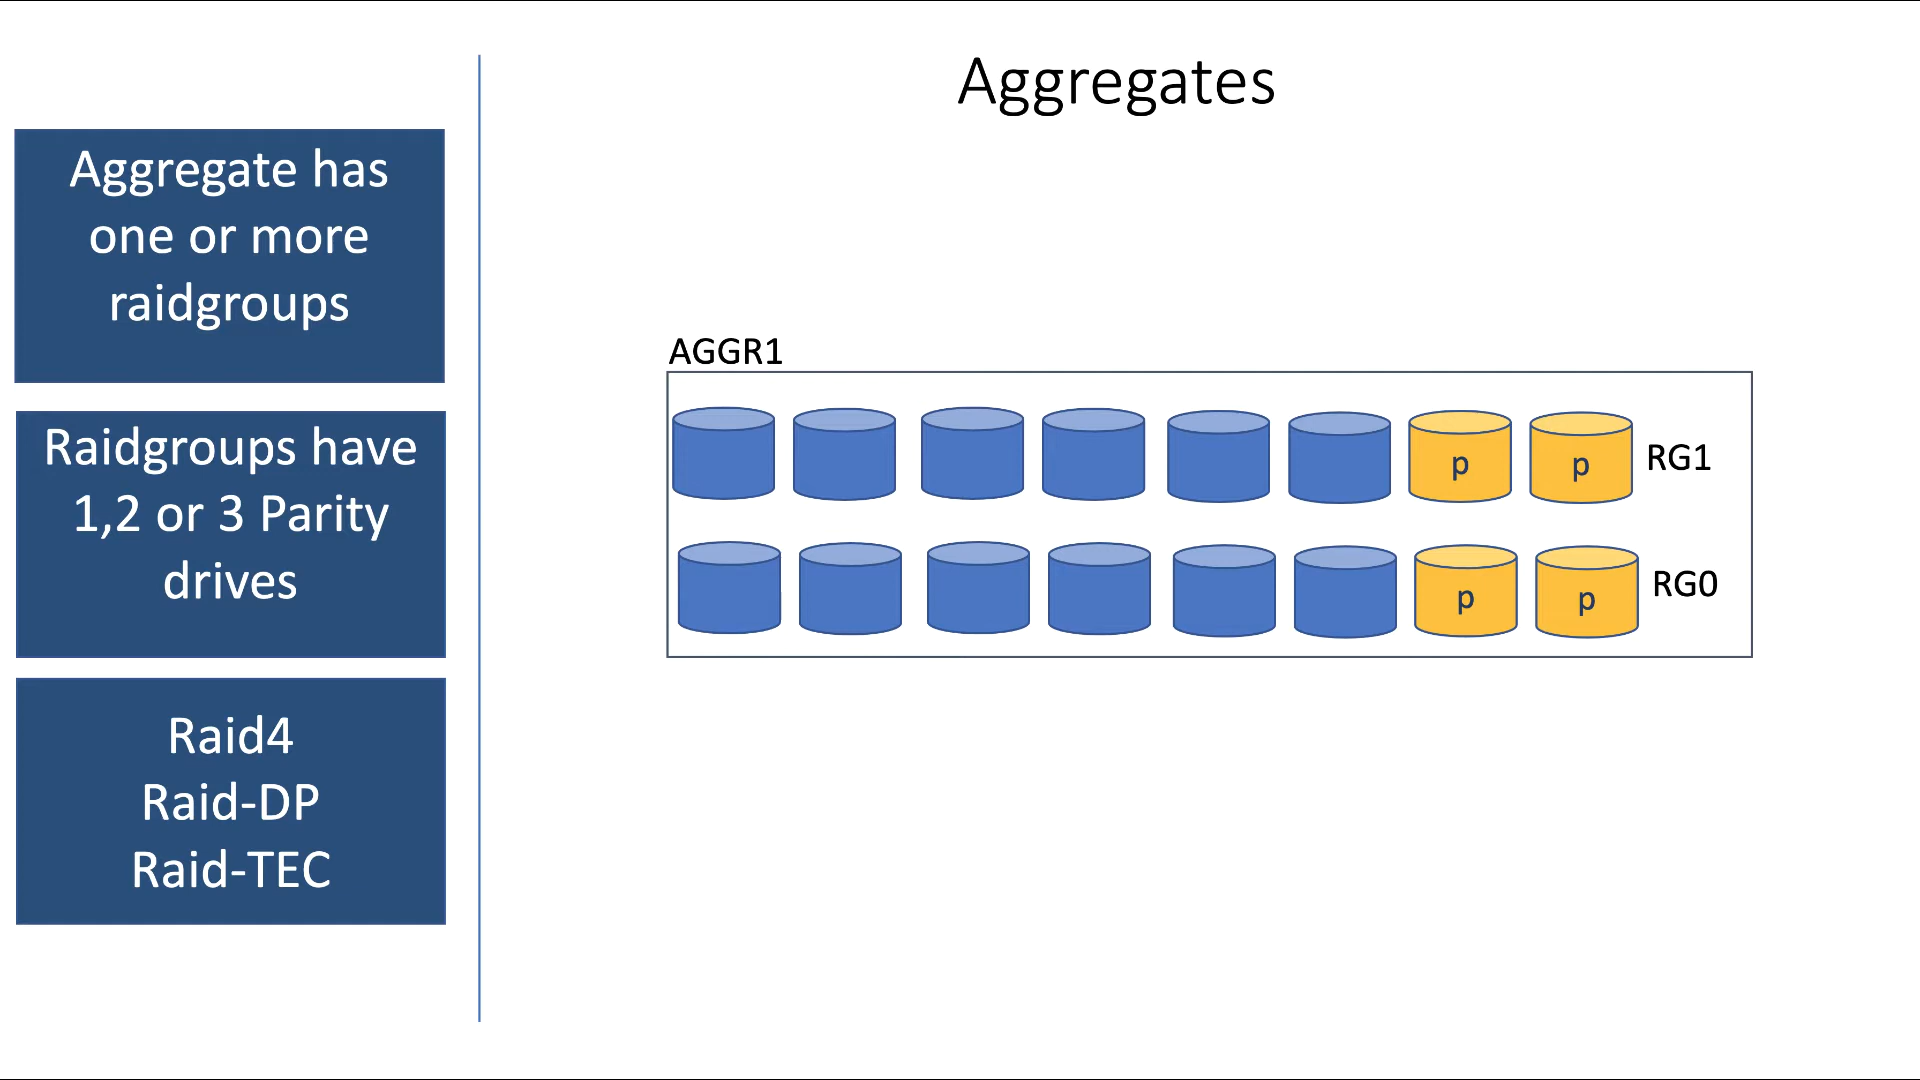 Aggregates
Aggregate has
one or more
raidgroups
Raidgroups have
1,2 or 3 Parity
drives
Raid4
Raid-DP
Raid-TEC
AGGR1
p p RG1
p p RG0